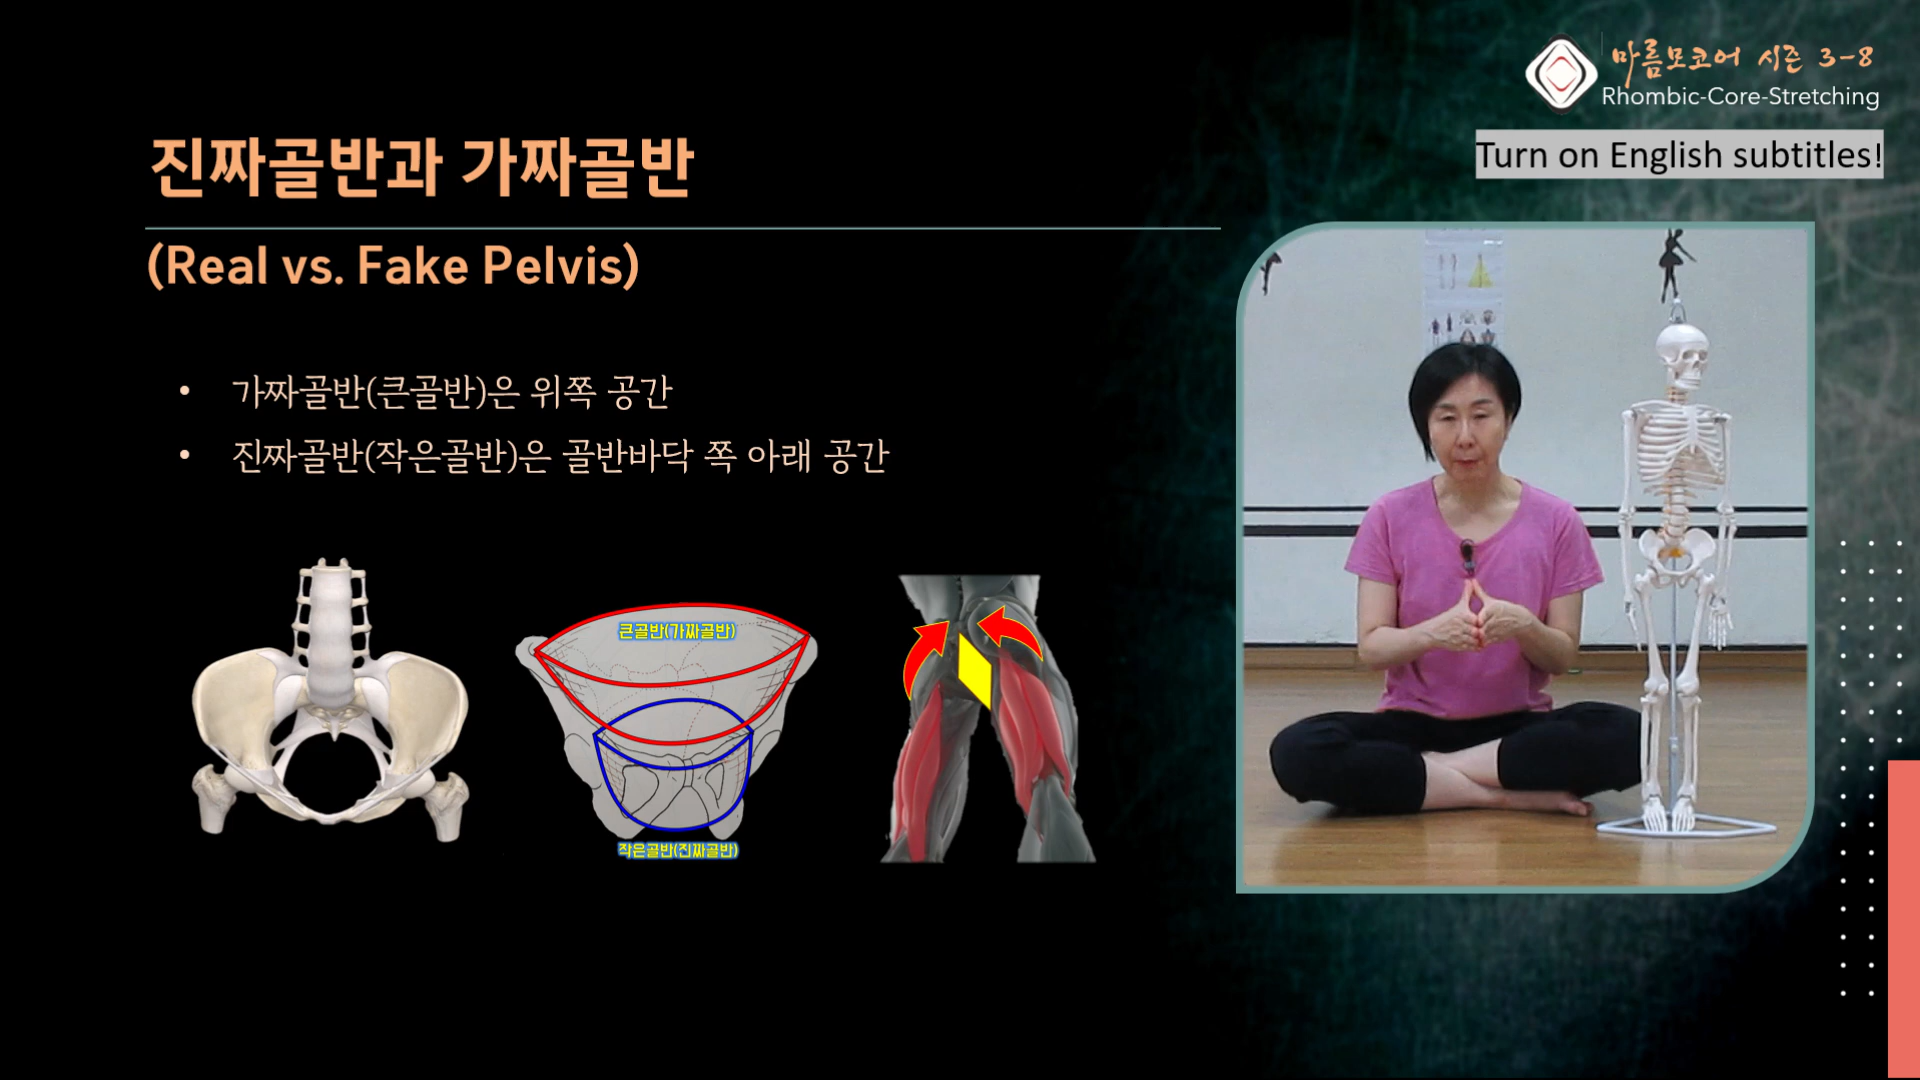 마름모코어 시즌 3-8
Rhombic-Core-Stretching
Turn on English subtitles!
진짜골반과 가짜골반
(Real vs. Fake Pelvis)
• 가짜골반(큰골반)은 위쪽 공간
• 진짜골반(작은골반)은 골반바닥 쪽 아래 공간
큰골반(가짜골반)
작은골반(진짜골반)